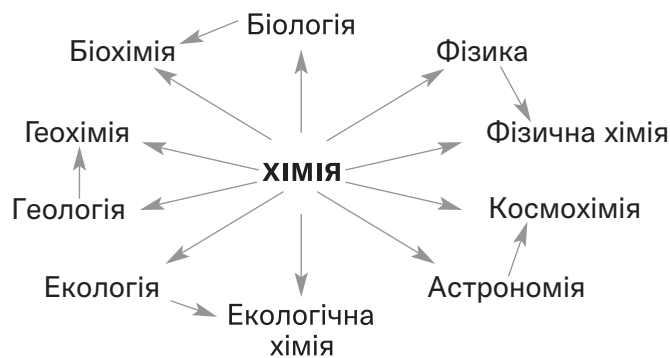 Біологія
Біохімія
Фізика
Геохімія
Фізична хімія
ХІМІЯ
Геологія
Космохімія
Екологія
Астрономія
Екологічна
хімія